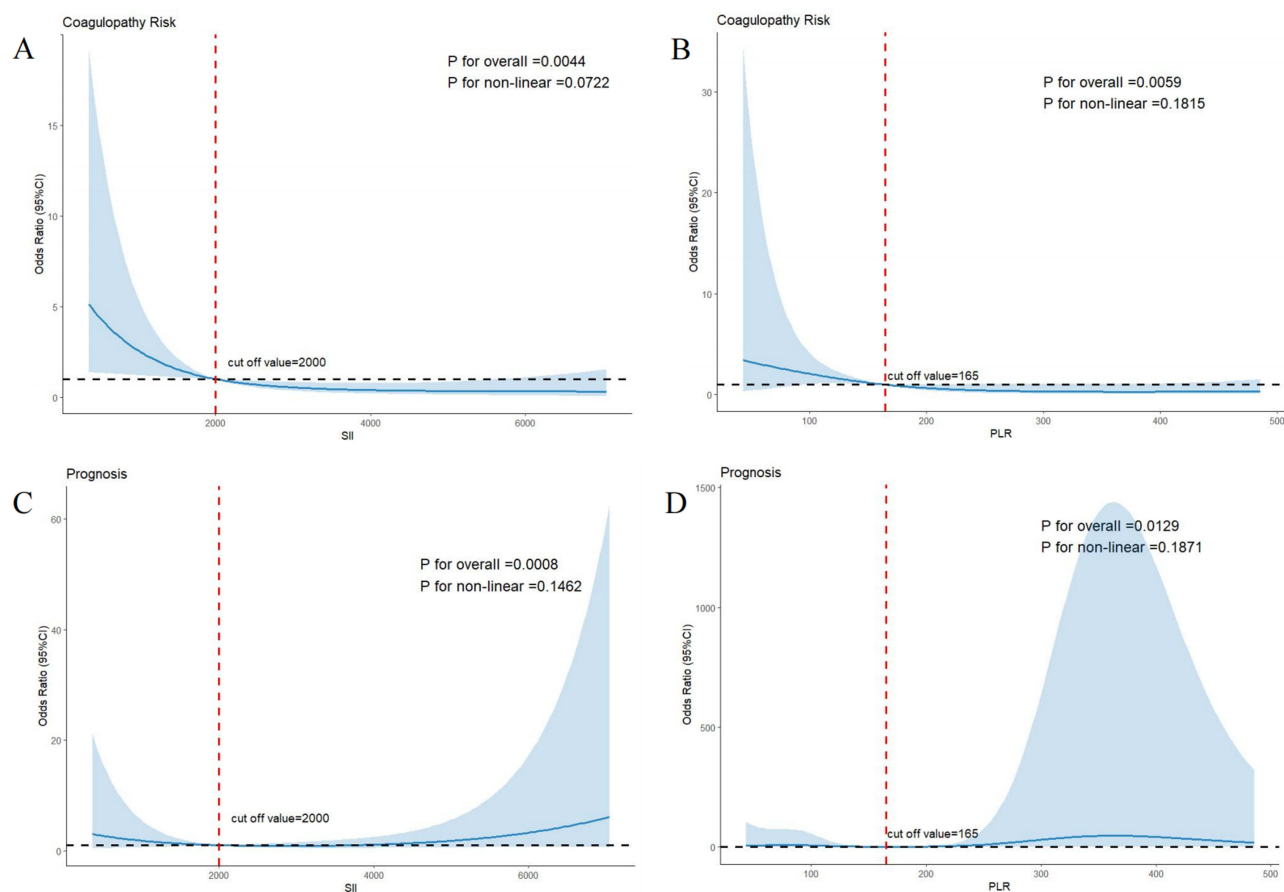 A
Coagulopathy Risk
P for overall =0.0044
P for non-linear =0.0722
15
10
5
0
Odds Ratio (95%CI)
cut off value=2000
2000
4000
6000
SII
B
Coagulopathy Risk
P for overall =0.0059
P for non-linear =0.1815
30
20
10
0
Odds Ratio (95%CI)
cut off value=165
100
200
300
400
500
PLR
C
Prognosis
P for overall =0.0008
P for non-linear =0.1462
60
40
20
0
Odds Ratio (95%CI)
cut off value=2000
2000
4000
6000
SII
D
Prognosis
P for overall =0.0129
P for non-linear =0.1871
1500
1000
500
0
Odds Ratio (95%CI)
cut off value=165
100
200
300
400
500
PLR